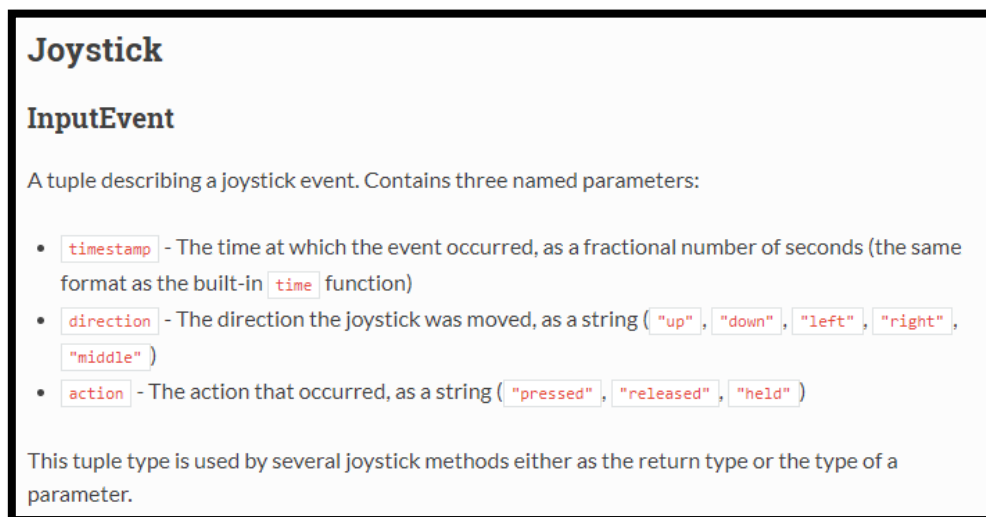 Joystick
InputEvent
A tuple describing a joystick event. Contains three named parameters:
• timestamp - The time at which the event occurred, as a fractional number of seconds (the same
format as the built-in time function)
• direction - The direction the joystick was moved, as a string ( "up" , "down" , "left" , "right" ,
"middle" )
• action - The action that occurred, as a string ( "pressed" , "released" , "held" )
This tuple type is used by several joystick methods either as the return type or the type of a
parameter.